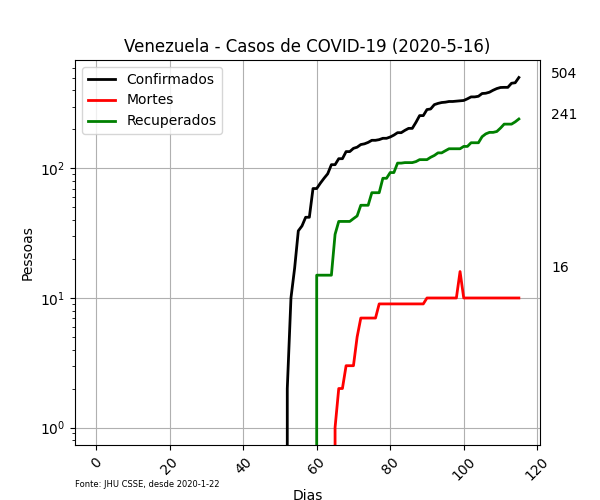 Venezuela - Casos de COVID-19 (2020-5-16)
Confirmados
Mortes
Recuperados
504
241
16
10²
10¹
10⁰
Pessoas
0 20 40 60 80 100 120
Dias
Fonte: JHU CSSE, desde 2020-1-22